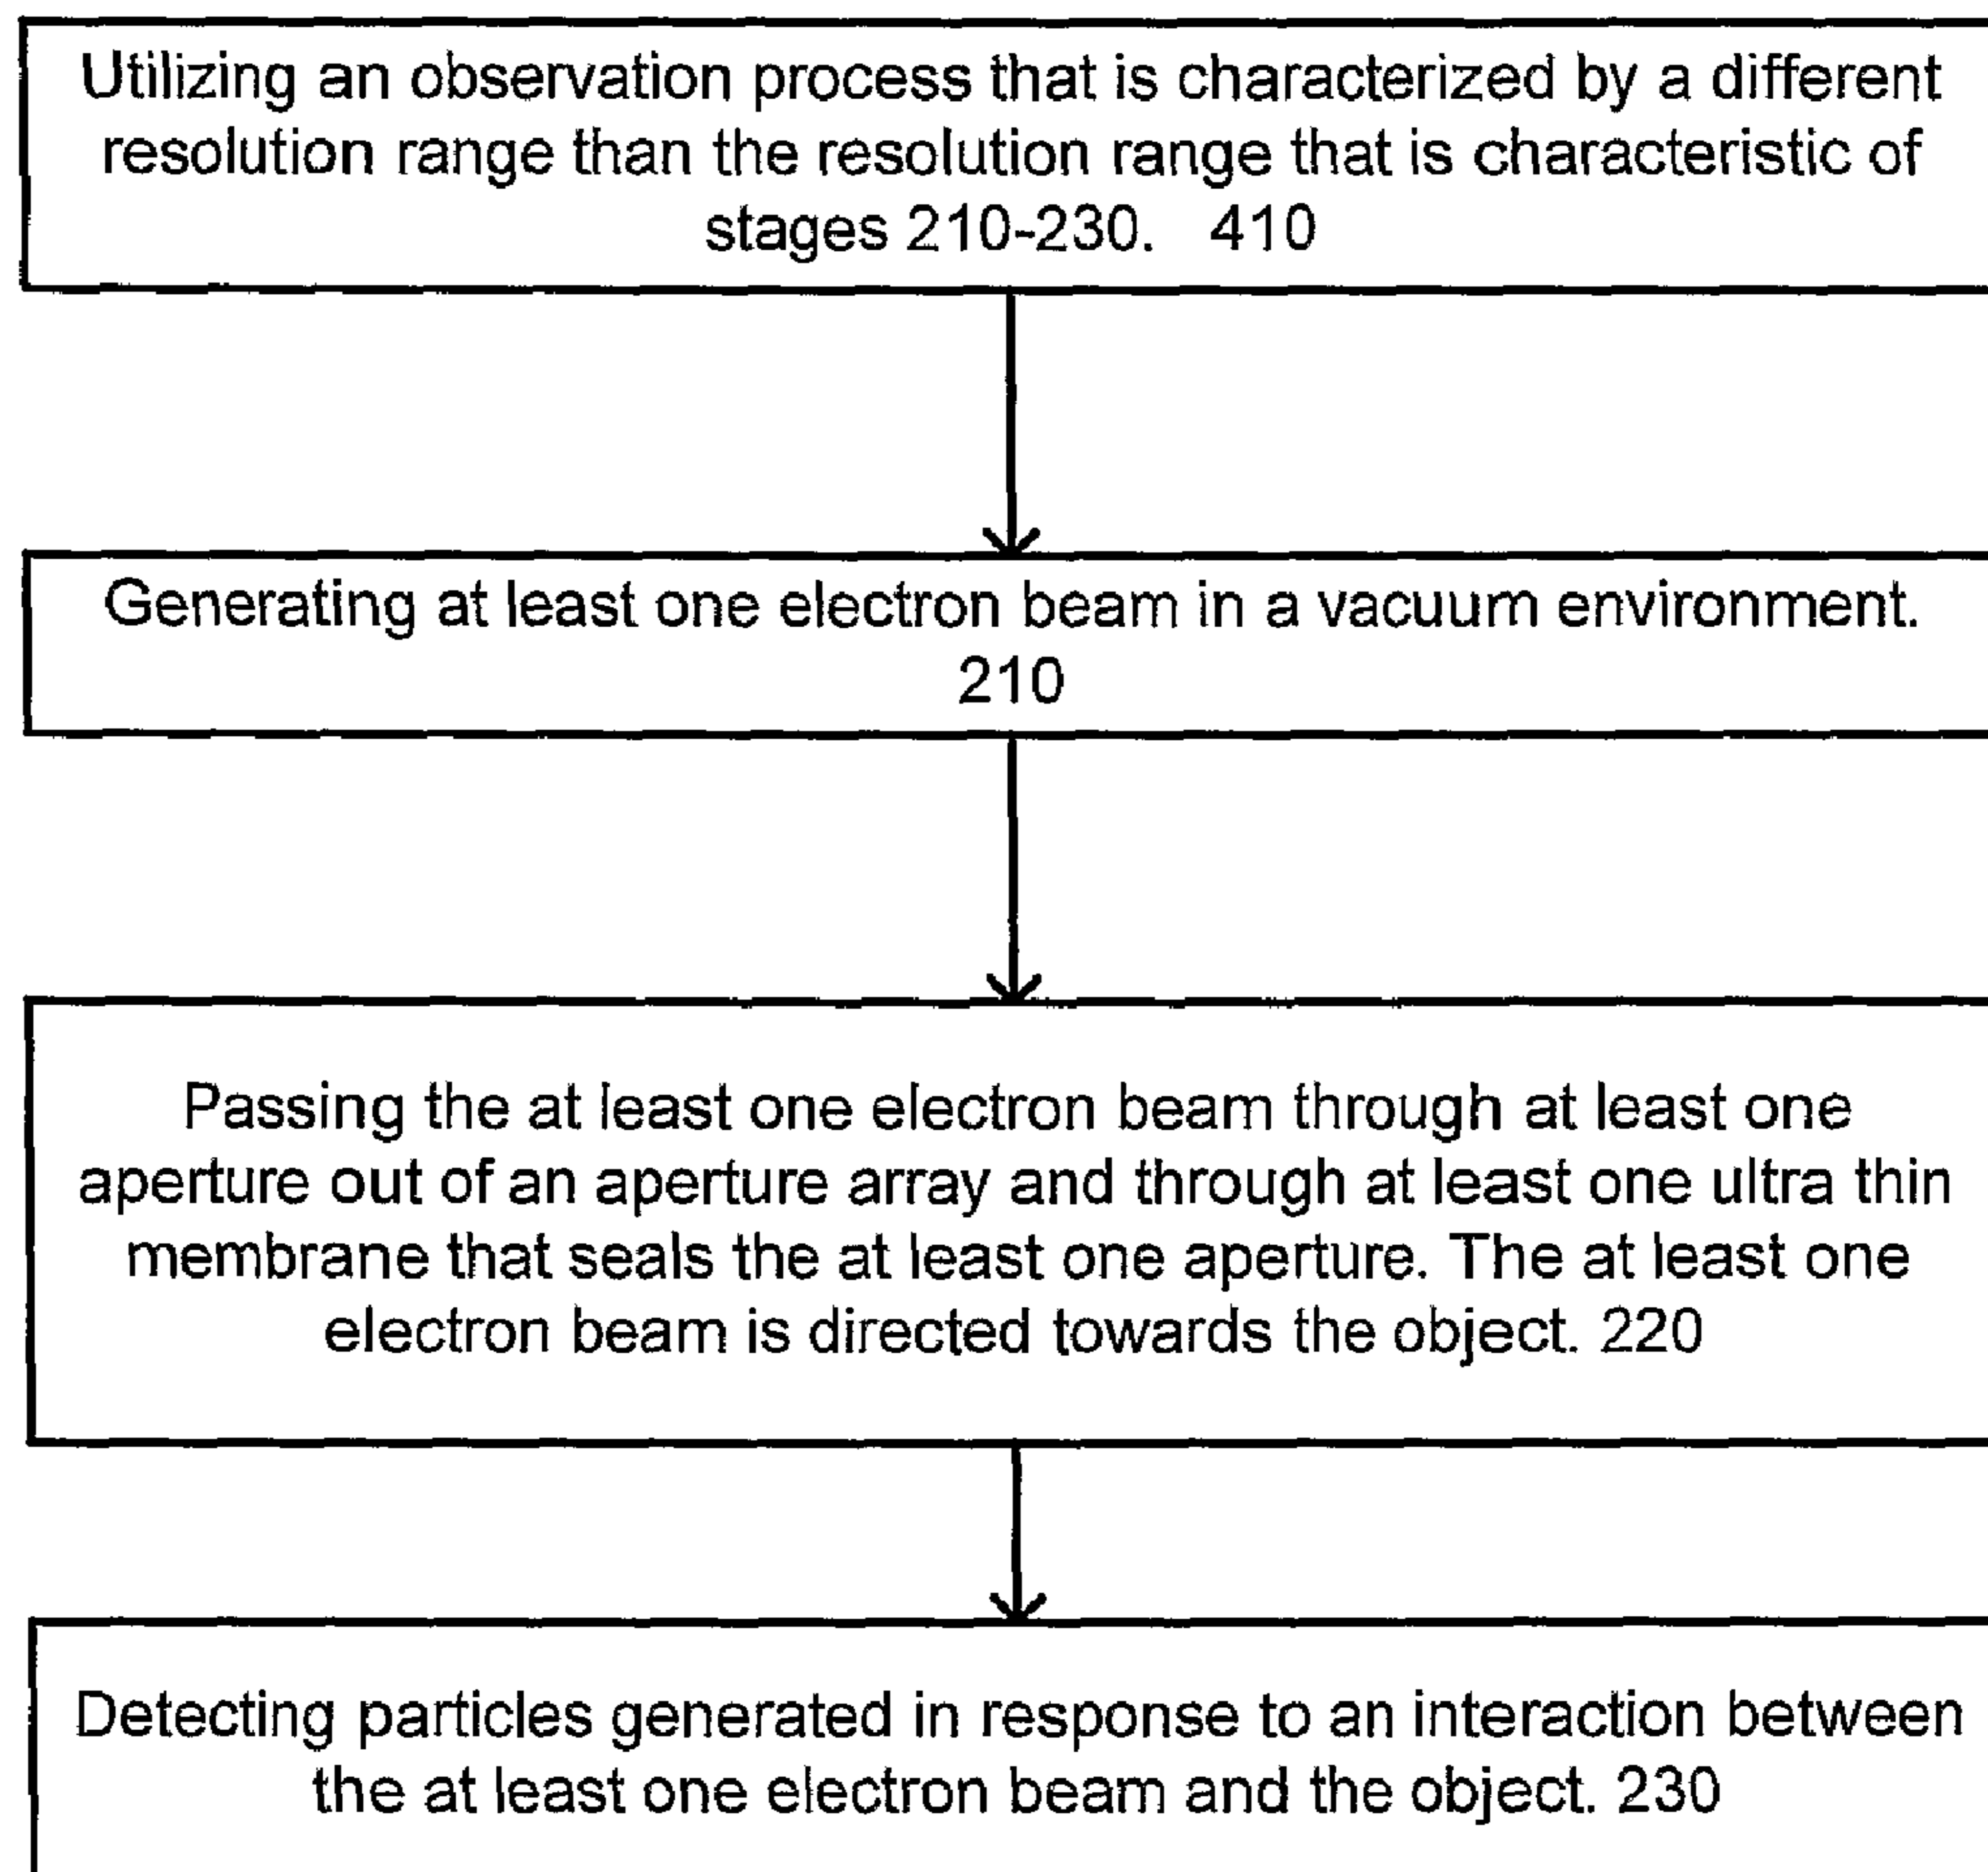 Utilizing an observation process that is characterized by a different
resolution range than the resolution range that is characteristic of
stages 210-230. 410
Generating at least one electron beam in a vacuum environment.
210
Passing the at least one electron beam through at least one
aperture out of an aperture array and through at least one ultra thin
membrane that seals the at least one aperture. The at least one
electron beam is directed towards the object. 220
Detecting particles generated in response to an interaction between
the at least one electron beam and the object. 230